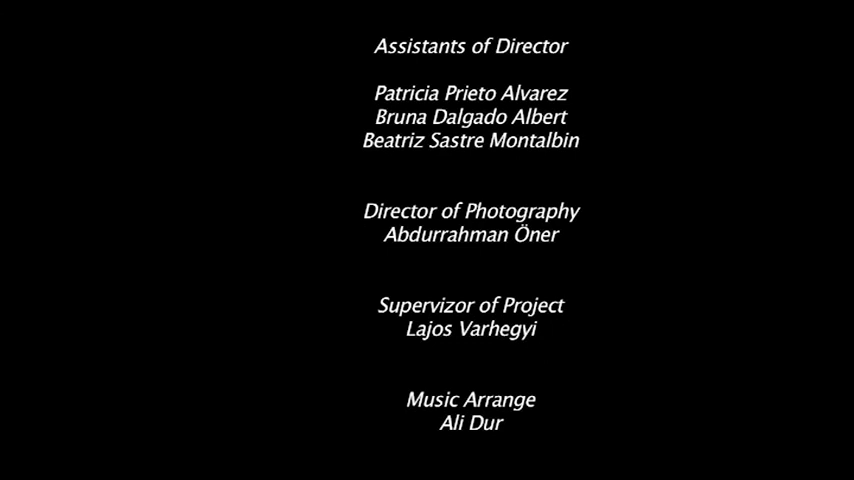 Assistants of Director
Patricia Prieto Alvarez
Bruna Dalgado Albert
Beatriz Sastre Montalbin
Director of Photography
Abdurrahman Öner
Supervizor of Project
Lajos Varhegyi
Music Arrange
Ali Dur